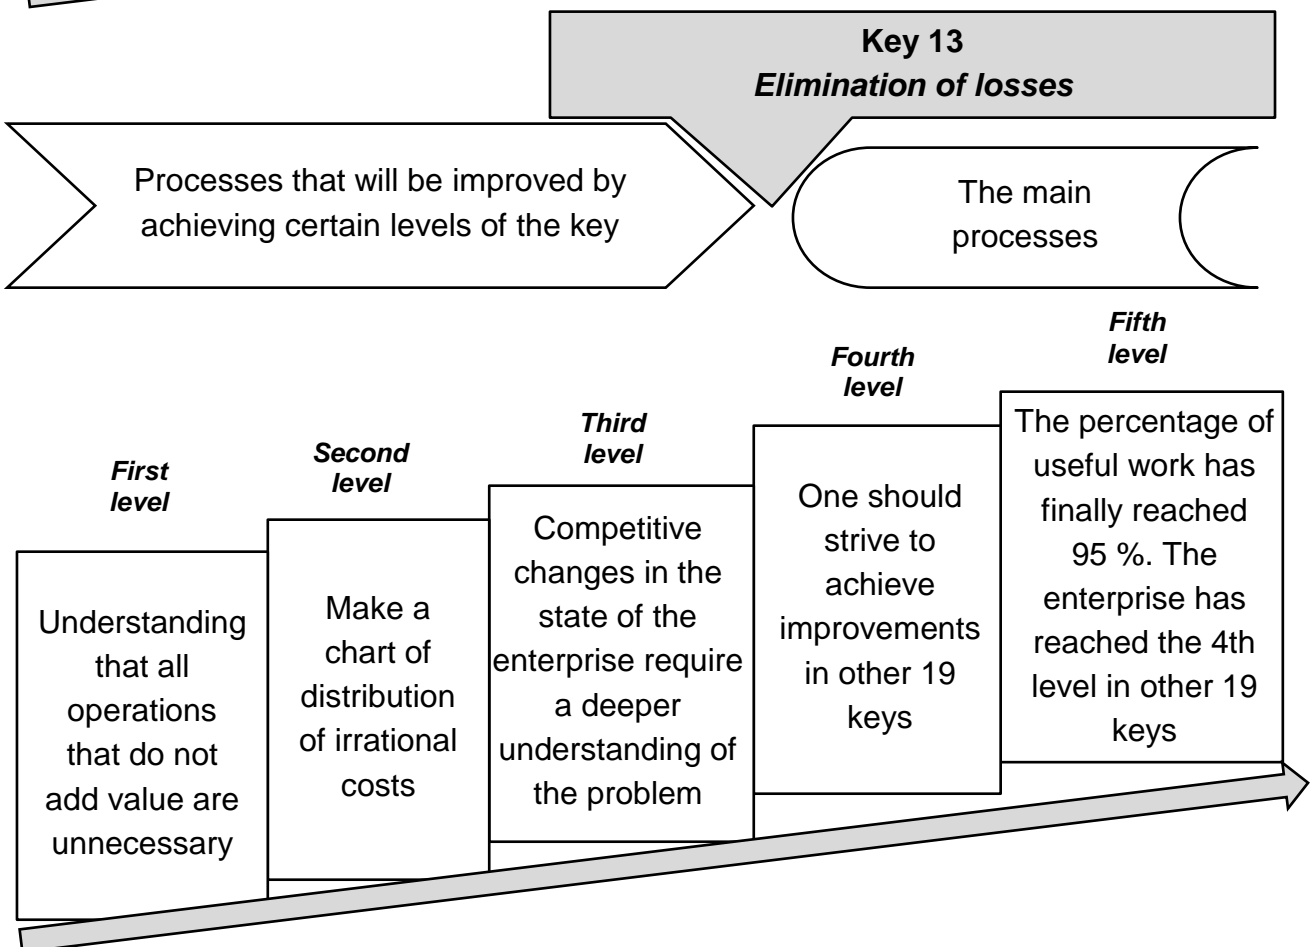 Key 13
Elimination of losses
Processes that will be improved by
achieving certain levels of the key
The main
processes
First
level
Understanding
that all
operations
that do not
add value are
unnecessary
Second
level
Make a
chart of
distribution
of irrational
costs
Third
level
Competitive
changes in the
state of the
enterprise require
a deeper
understanding of
the problem
Fourth
level
One should
strive to
achieve
improvements
in other 19
keys
Fifth
level
The percentage of
useful work has
finally reached
95 %. The
enterprise has
reached the 4th
level in other 19
keys